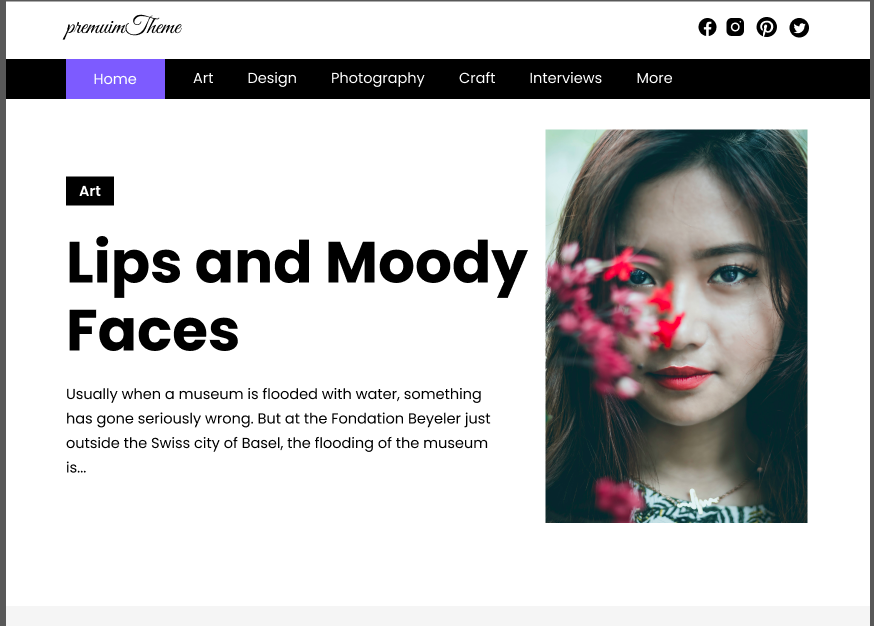 premuimTheme
Home Art Design Photography Craft Interviews More
Art
Lips and Moody
Faces
Usually when a museum is flooded with water, something
has gone seriously wrong. But at the Fondation Beyeler just
outside the Swiss city of Basel, the flooding of the museum
is...